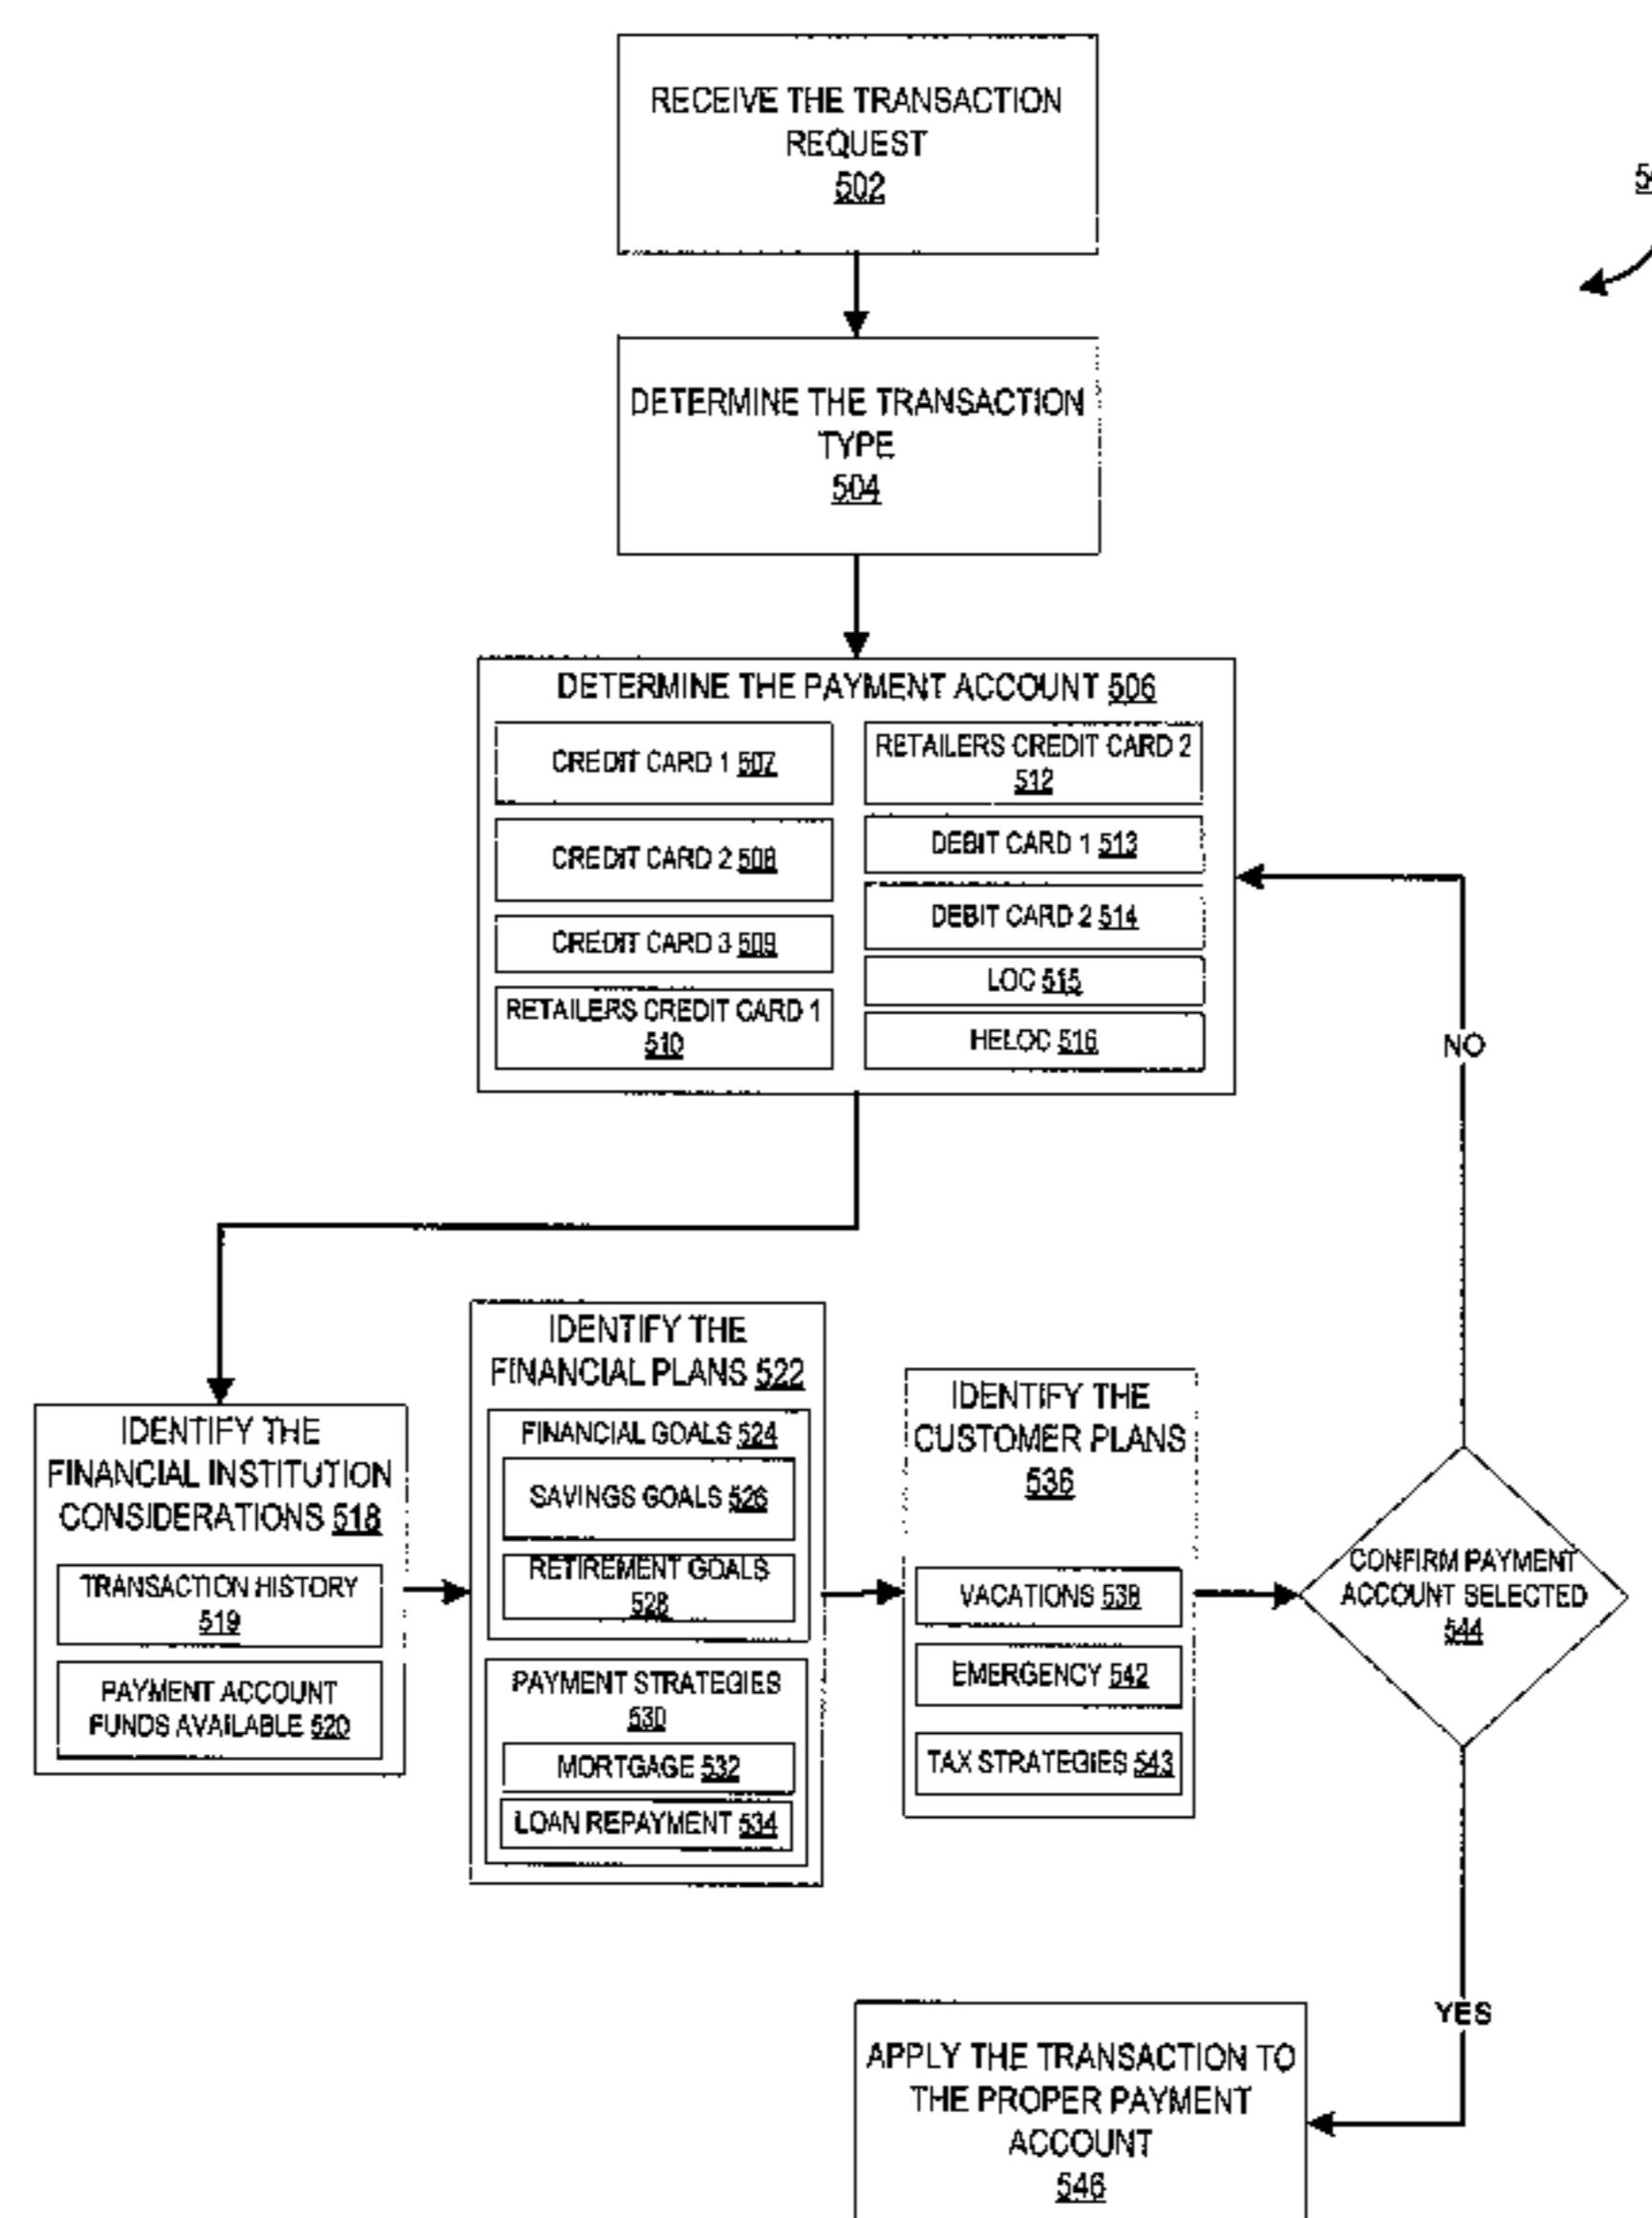 RECEIVE THE TRANSACTION
REQUEST
502
DETERMINE THE TRANSACTION
TYPE
504
DETERMINE THE PAYMENT ACCOUNT 506
CREDIT CARD 1 507
CREDIT CARD 2 508
CREDIT CARD 3 509
RETAILERS CREDIT CARD 1
510
RETAILERS CREDIT CARD 2
512
DEBIT CARD 1 513
DEBIT CARD 2 514
LOC 515
HELOC 516
NO
IDENTIFY THE
FINANCIAL INSTITUTION
CONSIDERATIONS 518
TRANSACTION HISTORY
519
PAYMENT ACCOUNT
FUNDS AVAILABLE 520
IDENTIFY THE
FINANCIAL PLANS 522
FINANCIAL GOALS 524
SAVINGS GOALS 526
RETIREMENT GOALS
528
PAYMENT STRATEGIES
530
MORTGAGE 532
LOAN REPAYMENT 534
IDENTIFY THE
CUSTOMER PLANS
536
VACATIONS 538
EMERGENCY 542
TAX STRATEGIES 543
CONFIRM PAYMENT
ACCOUNT SELECTED
544
YES
APPLY THE TRANSACTION TO
THE PROPER PAYMENT
ACCOUNT
546